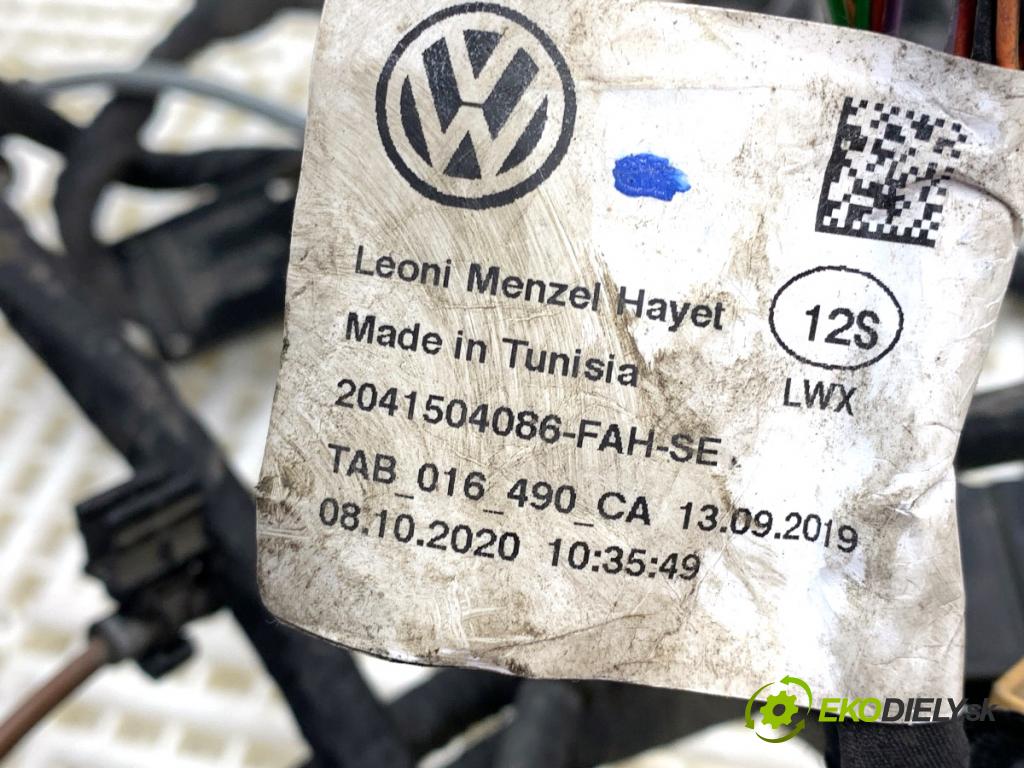 Leoni Menzel Hayet
Made in Tunisia
2041504086-FAH-SE
TAB_016_490_CA 13.09.2019
08.10.2020 10:35:49
12S
LWX
EKODIELY.sk